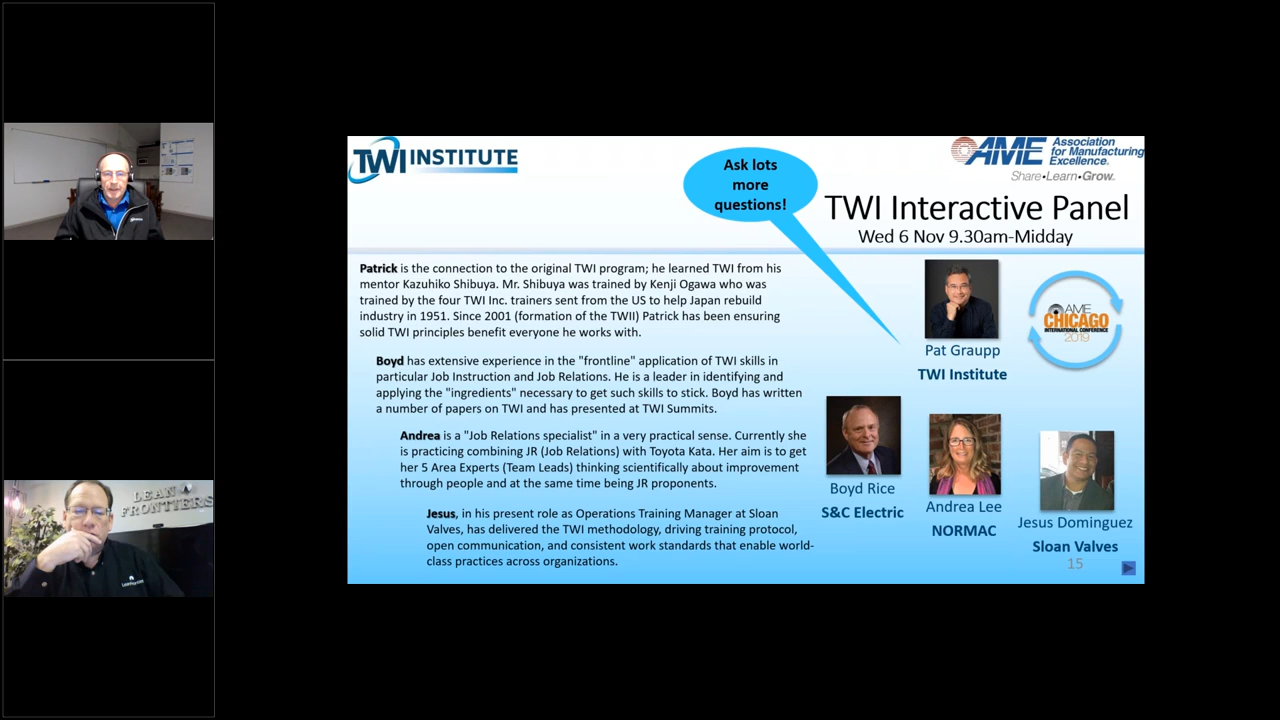 TWI INSTITUTE
AME Association
for Manufacturing
Excellence.
Share•Learn•Grow.
Ask lots
more
questions!
TWI Interactive Panel
Wed 6 Nov 9.30am-Midday
Patrick is the connection to the original TWI program; he learned TWI from his
mentor Kazuhiko Shibuya. Mr. Shibuya was trained by Kenji Ogawa who was
trained by the four TWI Inc. trainers sent from the US to help Japan rebuild
industry in 1951. Since 2001 (formation of the TWII) Patrick has been ensuring
solid TWI principles benefit everyone he works with.
Boyd has extensive experience in the "frontline" application of TWI skills in
particular Job Instruction and Job Relations. He is a leader in identifying and
applying the "ingredients" necessary to get such skills to stick. Boyd has written
a number of papers on TWI and has presented at TWI Summits.
Andrea is a "Job Relations specialist" in a very practical sense. Currently she
is practicing combining JR (Job Relations) with Toyota Kata. Her aim is to get
her 5 Area Experts (Team Leads) thinking scientifically about improvement
through people and at the same time being JR proponents.
Jesus, in his present role as Operations Training Manager at Sloan
Valves, has delivered the TWI methodology, driving training protocol,
open communication, and consistent work standards that enable world-
class practices across organizations.
Pat Graupp
TWI Institute
AME
CHICAGO
INTERNATIONAL CONFERENCE
2019
Boyd Rice
S&C Electric
Andrea Lee
NORMAC
Jesus Dominguez
Sloan Valves
15
LEAN
FRONTIERS